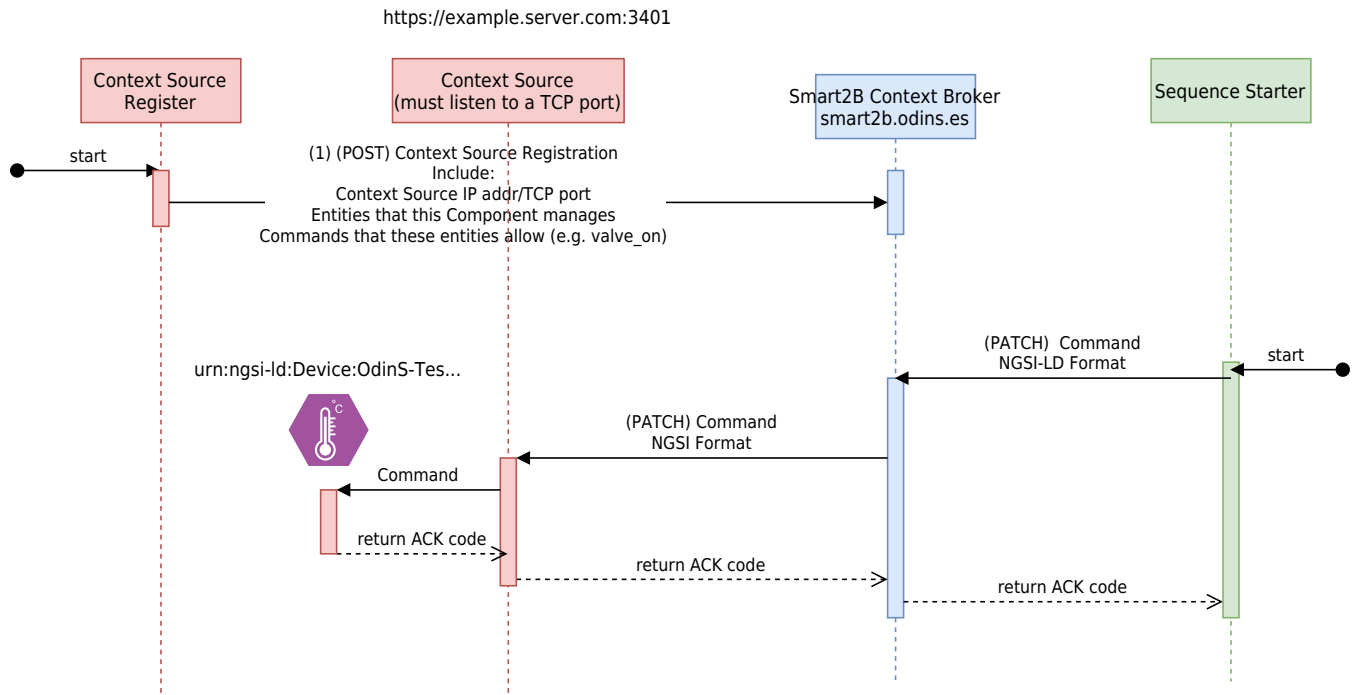 https://example.server.com:3401
Context Source
Register
Context Source
(must listen to a TCP port)
Smart2B Context Broker
smart2b.odins.es
Sequence Starter
start
(1) (POST) Context Source Registration
Include:
Context Source IP addr/TCP port
Entities that this Component manages
Commands that these entities allow (e.g. valve_on)
(PATCH)  Command
NGSI-LD Format
start
urn:ngsi-ld:Device:OdinS-Tes...
°C
(PATCH) Command
NGSI Format
Command
return ACK code
return ACK code
return ACK code